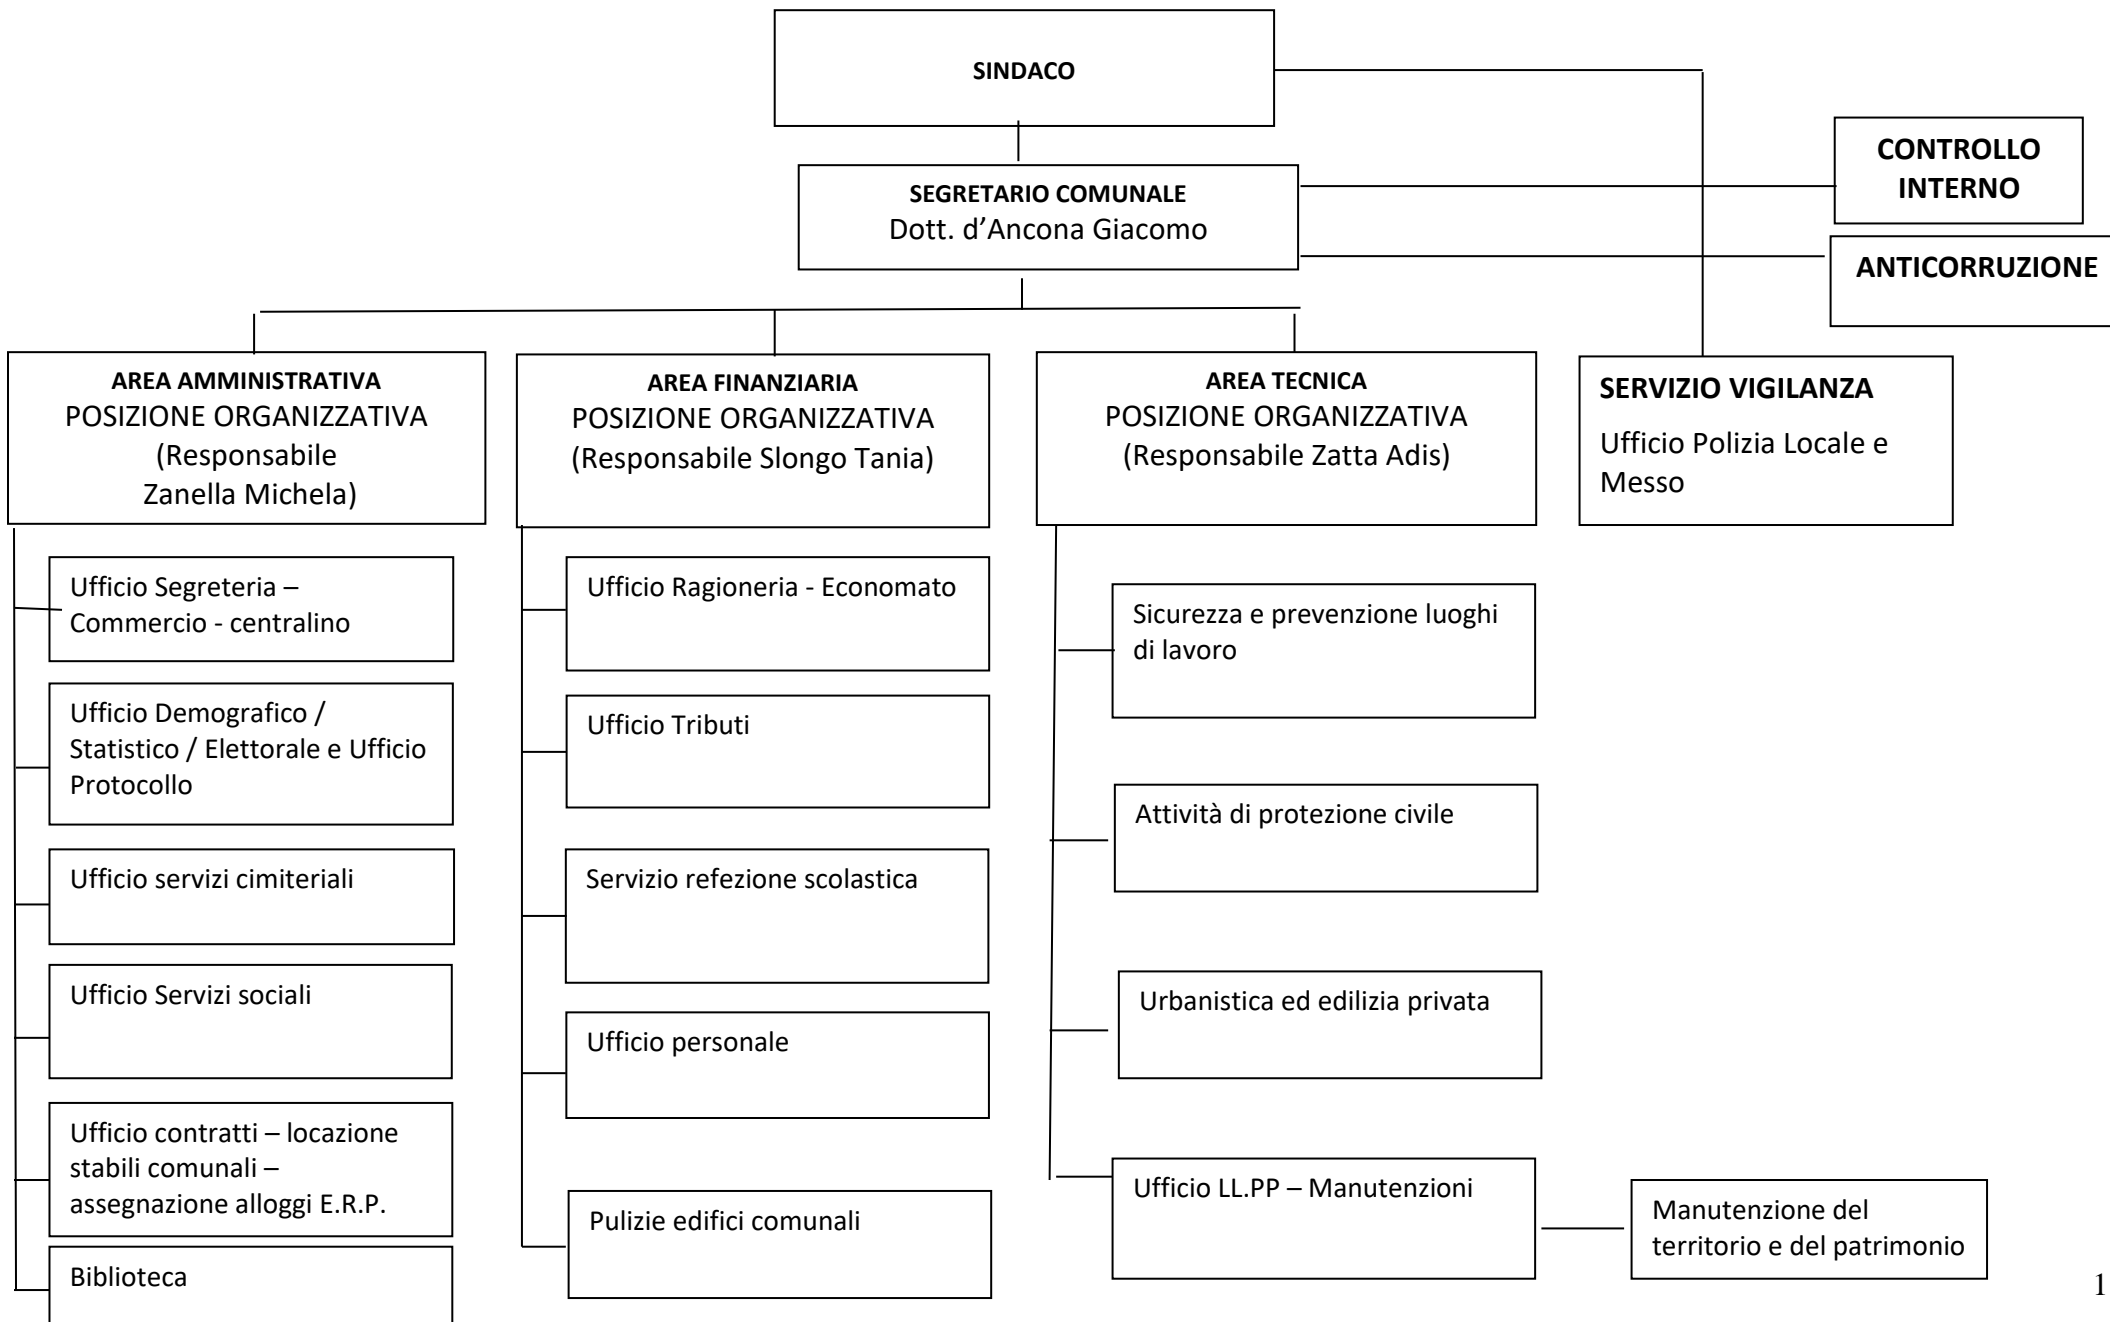 SINDACO
SEGRETARIO COMUNALE
Dott. d’Ancona Giacomo
CONTROLLO
INTERNO
ANTICORRUZIONE
AREA AMMINISTRATIVA
POSIZIONE ORGANIZZATIVA
(Responsabile
Zanella Michela)
AREA FINANZIARIA
POSIZIONE ORGANIZZATIVA
(Responsabile Slongo Tania)
AREA TECNICA
POSIZIONE ORGANIZZATIVA
(Responsabile Zatta Adis)
SERVIZIO VIGILANZA
Ufficio Polizia Locale e
Messo
Ufficio Segreteria –
Commercio - centralino
Ufficio Demografico /
Statistico / Elettorale e Ufficio
Protocollo
Ufficio servizi cimiteriali
Ufficio Servizi sociali
Ufficio contratti – locazione
stabili comunali –
assegnazione alloggi E.R.P.
Biblioteca
Ufficio Ragioneria - Economato
Ufficio Tributi
Servizio refezione scolastica
Ufficio personale
Pulizie edifici comunali
Sicurezza e prevenzione luoghi
di lavoro
Attività di protezione civile
Urbanistica ed edilizia privata
Ufficio LL.PP – Manutenzioni
Manutenzione del
territorio e del patrimonio
1